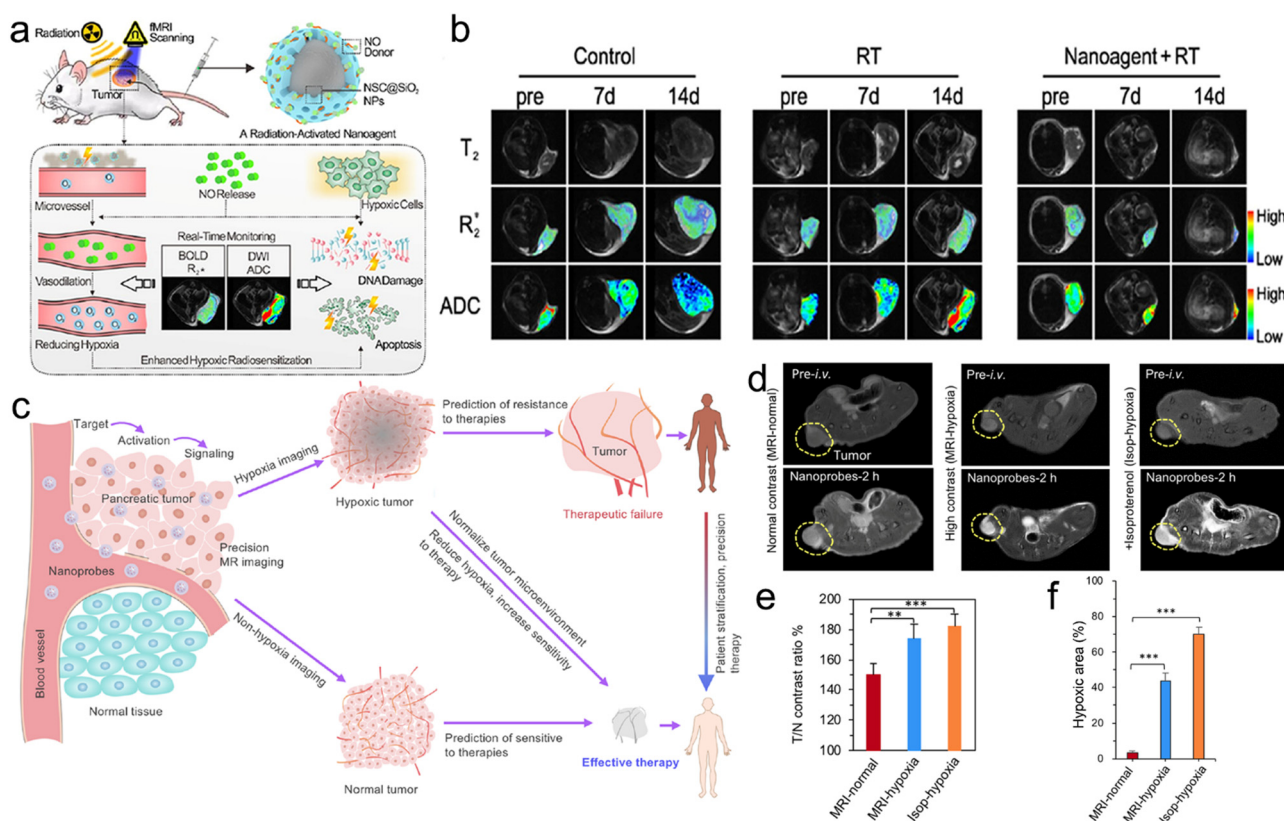 a
Radiation
fMRI
Scanning
Tumor
NO
Donor
NSC@SiO₂
NPs
A Radiation-Activated Nanoagent
Microvessel
NO Release
Hypoxic Cells
Real-Time Monitoring
BOLD
R₂*
DWI
ADC
Vasodilation
DNA Damage
Reducing Hypoxia
Apoptosis
Enhanced Hypoxic Radiosensitization
b
Control
RT
Nanoagent + RT
pre 7d 14d
pre 7d 14d
pre 7d 14d
T₂
R₂*
High
Low
ADC
High
Low
c
Target
Activation
Signaling
Pancreatic tumor
Precision
MR imaging
Nanoprobes
Blood vessel
Normal tissue
Hypoxia imaging
Non-hypoxia imaging
Hypoxic tumor
Prediction of resistance
to therapies
Tumor
Therapeutic failure
Normalize tumor microenvironment
Reduce hypoxia, increase sensitivity
to therapy
Patient stratification, precision
therapy
Normal tumor
Prediction of sensitive
to therapies
Effective therapy
d
Normal contrast (MRI-normal)
Pre-i.v.
Tumor
Nanoprobes-2 h
High contrast (MRI-hypoxia)
Pre-i.v.
Nanoprobes-2 h
+Isoproterenol (Isop-hypoxia)
Pre-i.v.
Nanoprobes-2 h
e
T/N contrast ratio %
200
190
180
170
160
150
140
130
120
110
100
***
**
MRI-normal
MRI-hypoxia
Isop-hypoxia
f
Hypoxic area (%)
100
80
60
40
20
0
***
***
MRI-normal
MRI-hypoxia
Isop-hypoxia